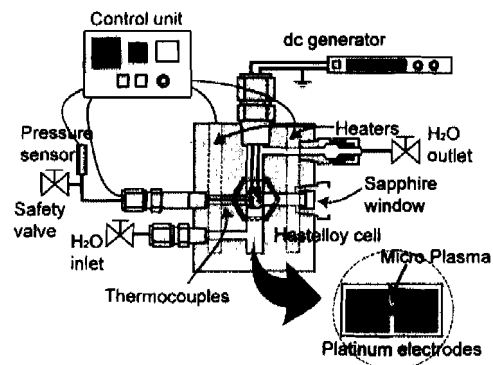 Control unit
dc generator
Pressure
sensor
Heaters
H2O
outlet
Safety
valve
Sapphire
window
H2O
inlet
Hastelloy cell
Thermocouples
Micro Plasma
Platinum electrodes